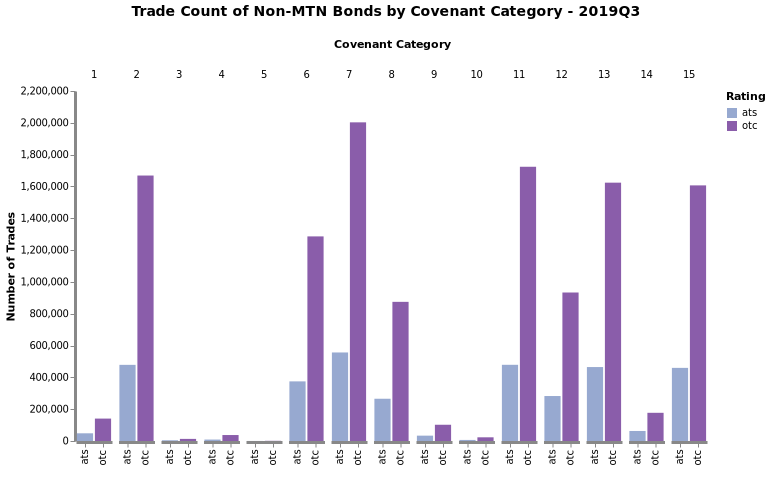 Trade Count of Non-MTN Bonds by Covenant Category - 2019Q3
Covenant Category
1 2 3 4 5 6 7 8 9 10 11 12 13 14 15
Rating
ats
otc
Number of Trades
2,200,000
2,000,000
1,800,000
1,600,000
1,400,000
1,200,000
1,000,000
800,000
600,000
400,000
200,000
0
ats otc ats otc ats otc ats otc ats otc ats otc ats otc ats otc ats otc ats otc ats otc ats otc ats otc ats otc ats otc